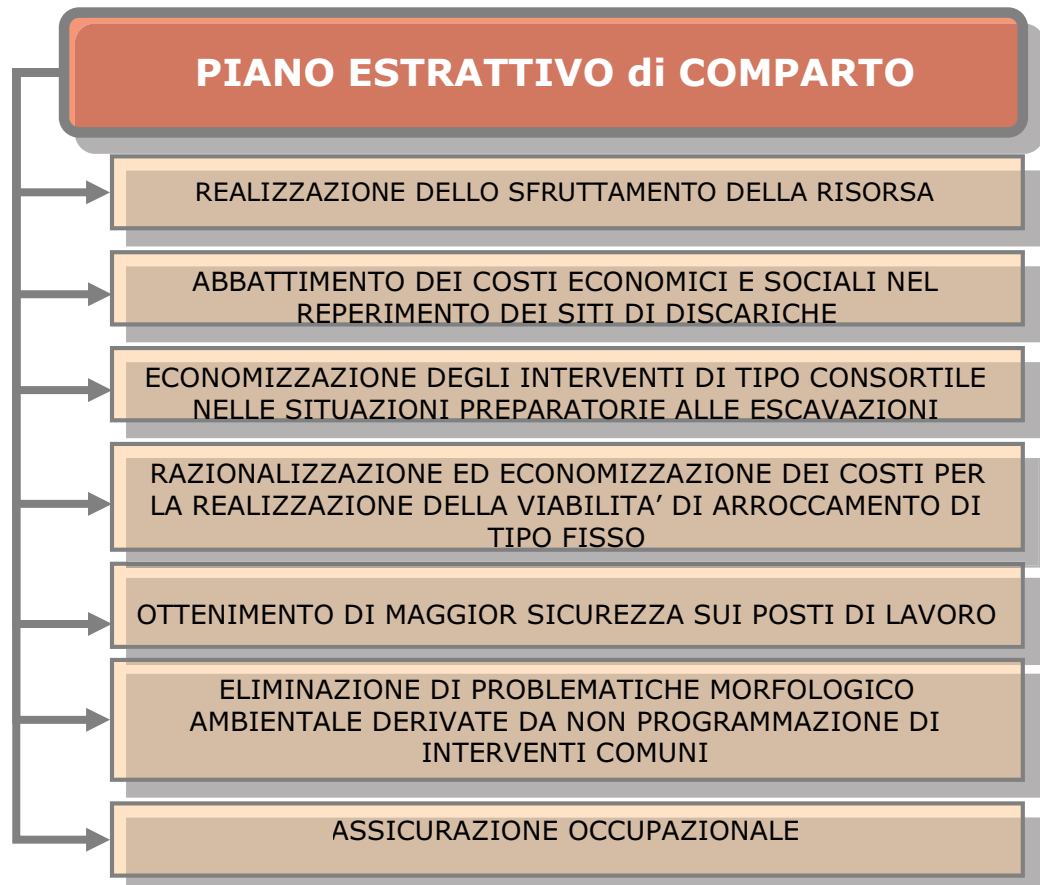 PIANO ESTRATTIVO di COMPARTO
REALIZZAZIONE DELLO SFRUTTAMENTO DELLA RISORSA
ABBATTIMENTO DEI COSTI ECONOMICI E SOCIALI NEL
REPERIMENTO DEI SITI DI DISCARICHE
ECONOMIZZAZIONE DEGLI INTERVENTI DI TIPO CONSORTILE
NELLE SITUAZIONI PREPARATORIE ALLE ESCAVAZIONI
RAZIONALIZZAZIONE ED ECONOMIZZAZIONE DEI COSTI PER
LA REALIZZAZIONE DELLA VIABILITA’ DI ARROCCAMENTO DI
TIPO FISSO
OTTENIMENTO DI MAGGIOR SICUREZZA SUI POSTI DI LAVORO
ELIMINAZIONE DI PROBLEMATICHE MORFOLOGICO
AMBIENTALE DERIVATE DA NON PROGRAMMAZIONE DI
INTERVENTI COMUNI
ASSICURAZIONE OCCUPAZIONALE